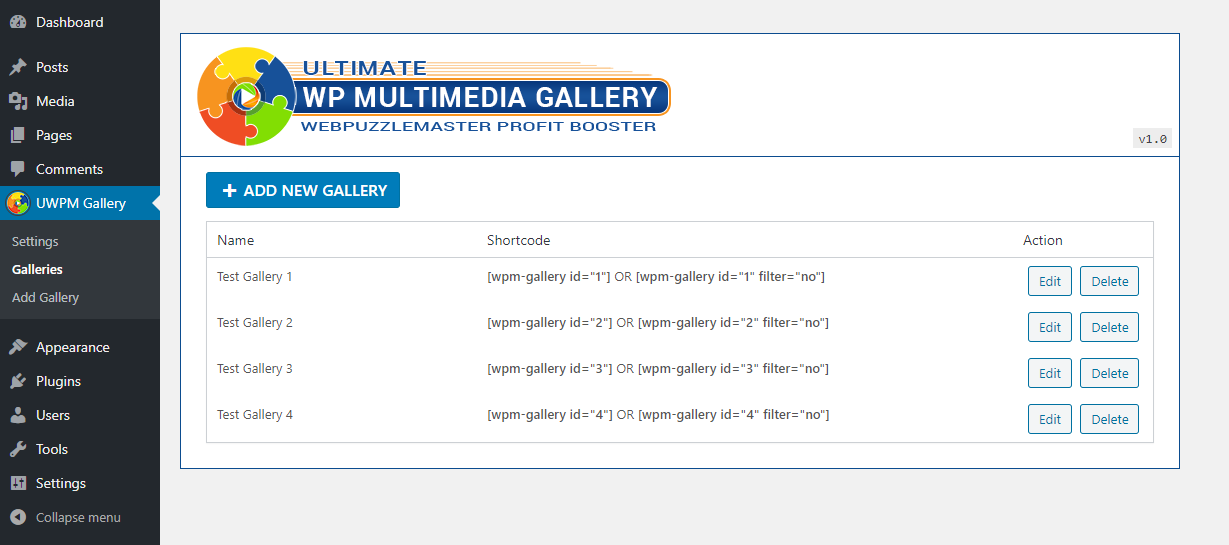 Dashboard
Posts
Media
Pages
Comments
UWPM Gallery
Settings
Galleries
Add Gallery
Appearance
Plugins
Users
Tools
Settings
Collapse menu
ULTIMATE
WP MULTIMEDIA GALLERY
WEBPUZZLEMASTER PROFIT BOOSTER
v1.0
+ ADD NEW GALLERY
Name Shortcode Action
Test Gallery 1 [wpm-gallery id="1"] OR [wpm-gallery id="1" filter="no"] Edit Delete
Test Gallery 2 [wpm-gallery id="2"] OR [wpm-gallery id="2" filter="no"] Edit Delete
Test Gallery 3 [wpm-gallery id="3"] OR [wpm-gallery id="3" filter="no"] Edit Delete
Test Gallery 4 [wpm-gallery id="4"] OR [wpm-gallery id="4" filter="no"] Edit Delete